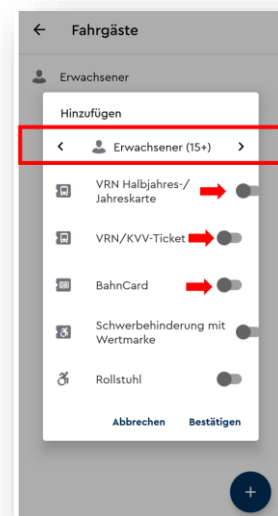 Fahrgäste
Erwachsener
Hinzufügen
Erwachsener (15+)
VRN Halbjahres-/
Jahreskarte
VRN/KVV-Ticket
BahnCard
Schwerbehinderung mit
Wertmarke
Rollstuhl
Abbrechen Bestätigen